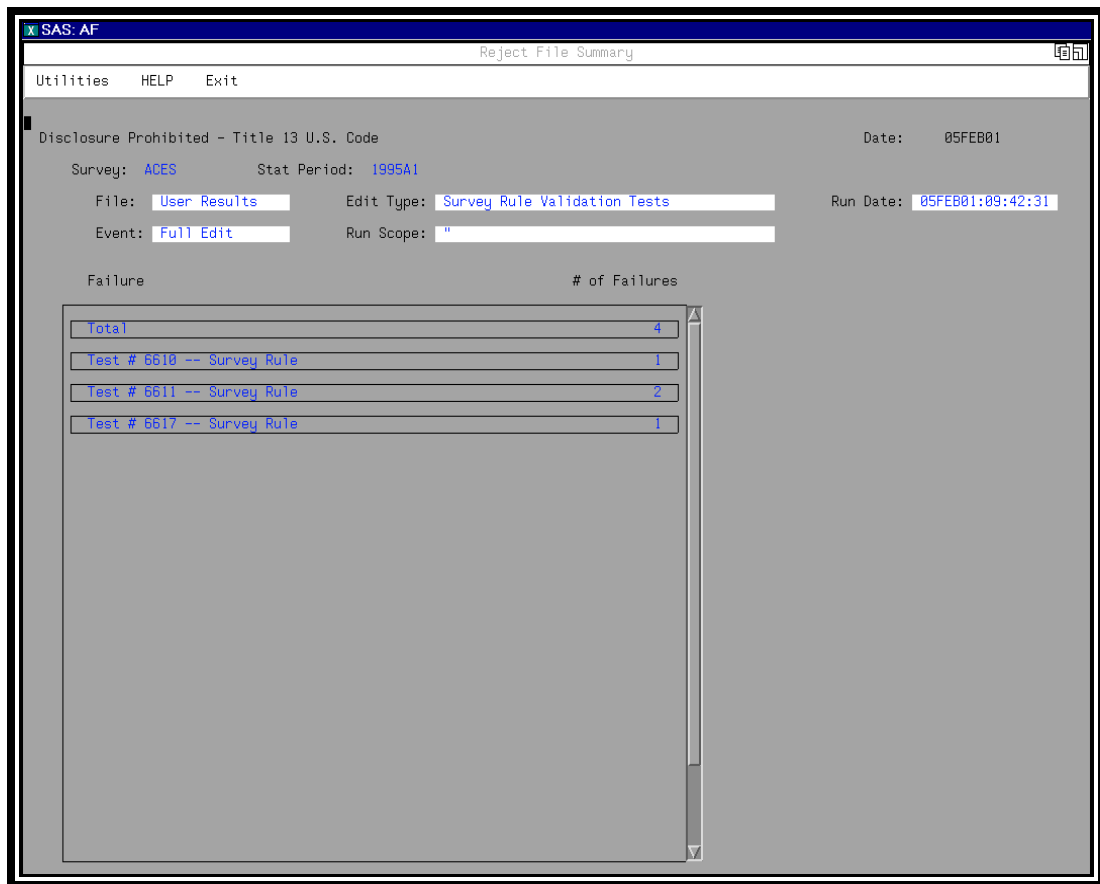 X SAS: AF
Reject File Summary
Utilities HELP Exit
Disclosure Prohibited - Title 13 U.S. Code Date: 05FEB01
Survey: ACES Stat Period: 1995A1
File: User Results Edit Type: Survey Rule Validation Tests Run Date: 05FEB01:09:42:31
Event: Full Edit Run Scope: "
Failure # of Failures
Total 4
Test # 6610 -- Survey Rule 1
Test # 6611 -- Survey Rule 2
Test # 6617 -- Survey Rule 1